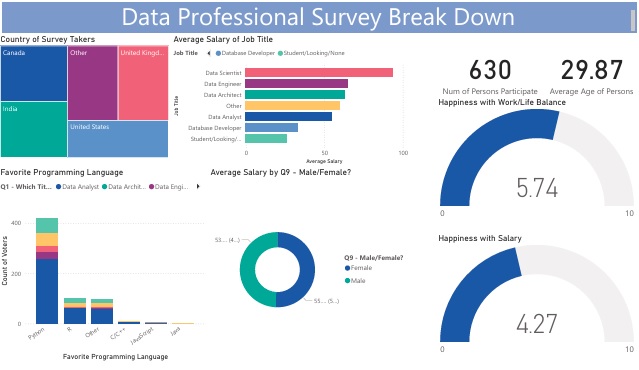 Data Professional Survey Break Down
Country of Survey Takers
Canada
Other
United Kingd...
India
United States
Average Salary of Job Title
Job Title
Database Developer
Student/Looking/None
Job Title
Data Scientist
Data Engineer
Data Architect
Other
Data Analyst
Database Developer
Student/Looking/...
0
50
100
Average Salary
630
Num of Persons Participate
29.87
Average Age of Persons
Happiness with Work/Life Balance
5.74
0
10
Favorite Programming Language
Q1 - Which Tit...
Data Analyst
Data Archit...
Data Engi...
Count of Voters
400
200
0
Python
R
Other
C/C++
JavaScript
Java
Favorite Programming Language
Average Salary by Q9 - Male/Female?
53.... (4...)
55.... (5...)
Q9 - Male/Female?
Female
Male
Happiness with Salary
4.27
0
10